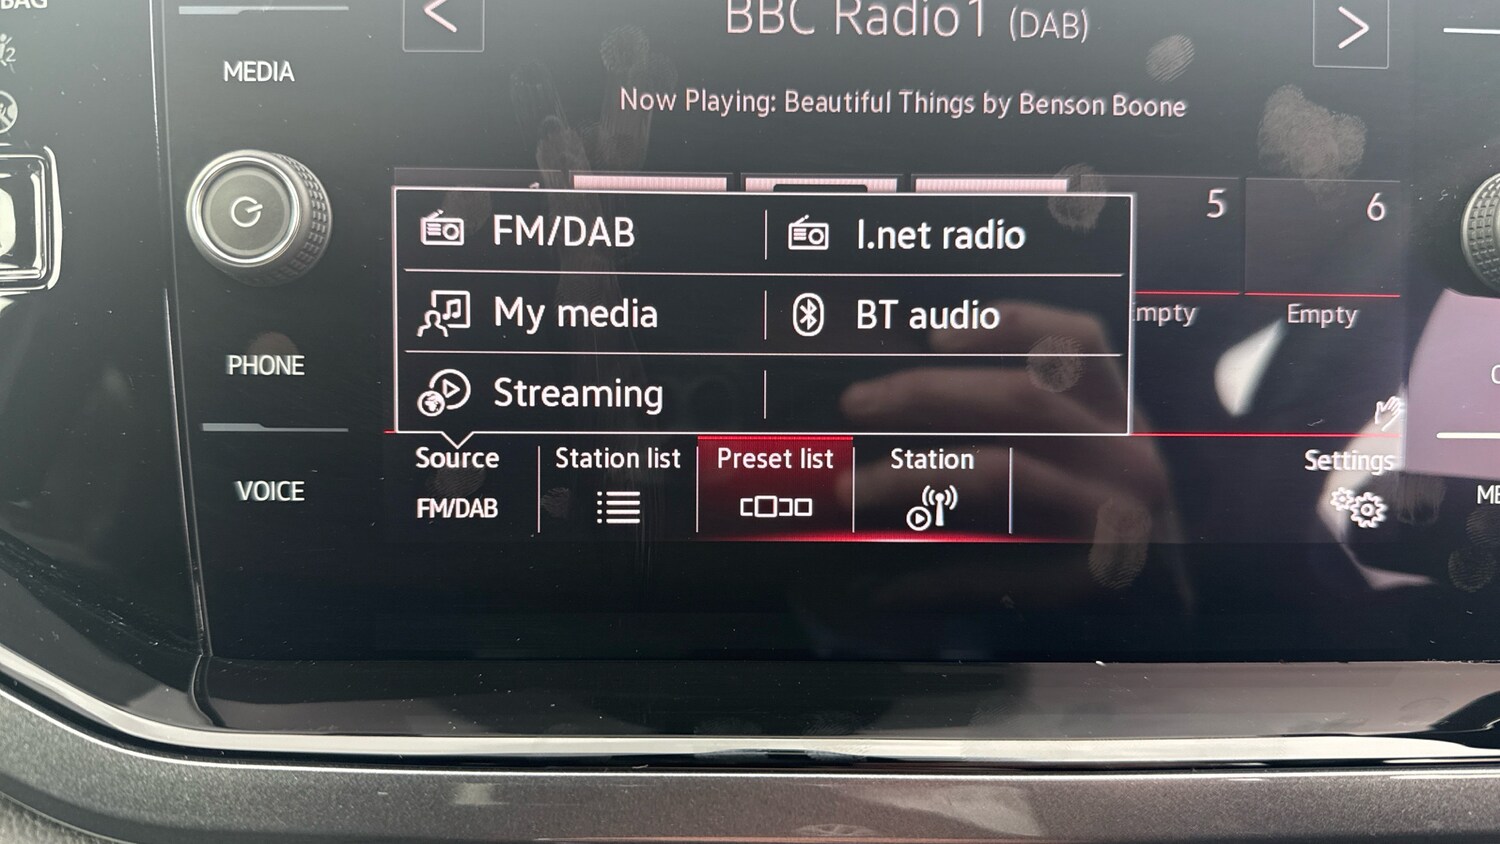 BBC Radio1 (DAB)
MEDIA
Now Playing: Beautiful Things by Benson Boone
5
6
FM/DAB
I.net radio
My media
BT audio
Empty
Streaming
PHONE
Source
FM/DAB
Station list
Preset list
Station
Settings
VOICE